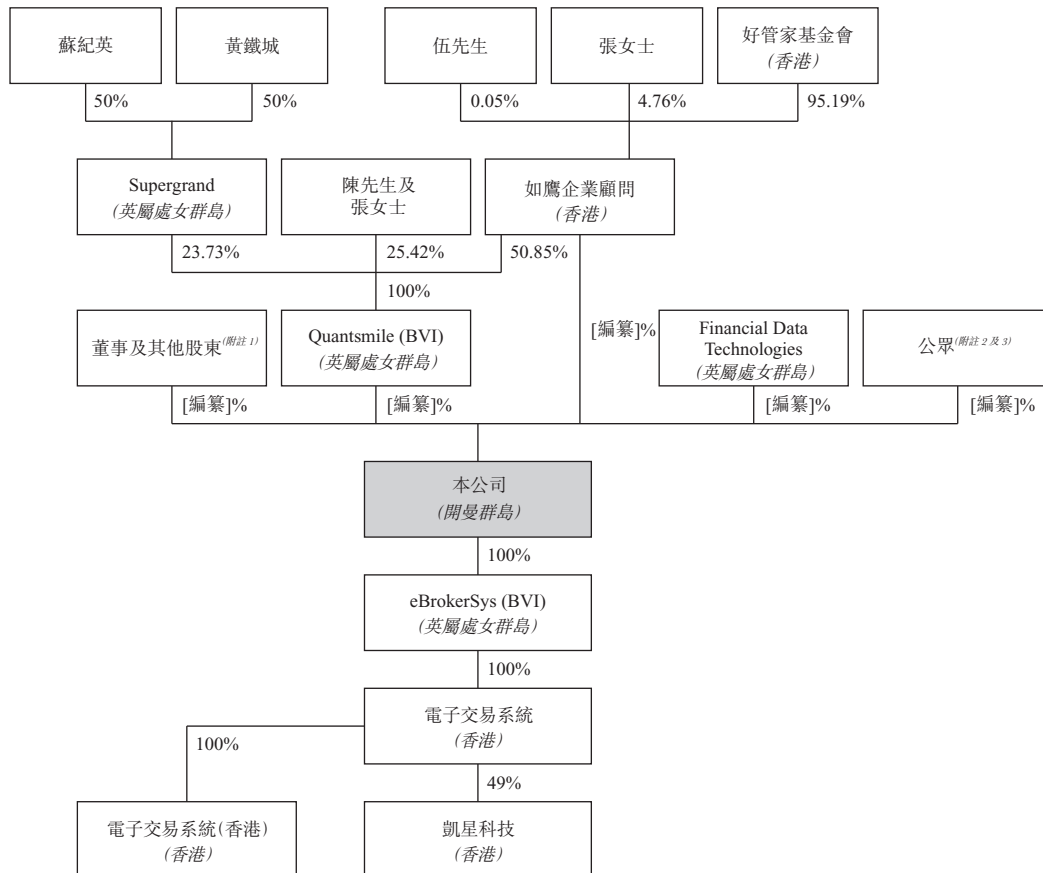 蘇紀英
黃鐵城
伍先生
張女士
好管家基金會
(香港)
50%
50%
0.05%
4.76%
95.19%
Supergrand
(英屬處女群島)
陳先生及
張女士
如鷹企業顧問
(香港)
23.73%
25.42%
50.85%
100%
[編纂]%
董事及其他股東(附註 1)
Quantsmile (BVI)
(英屬處女群島)
Financial Data
Technologies
(英屬處女群島)
公眾(附註 2 及 3)
[編纂]%
[編纂]%
[編纂]%
[編纂]%
本公司
(開曼群島)
100%
eBrokerSys (BVI)
(英屬處女群島)
100%
電子交易系統
(香港)
100%
49%
電子交易系統(香港)
(香港)
凱星科技
(香港)